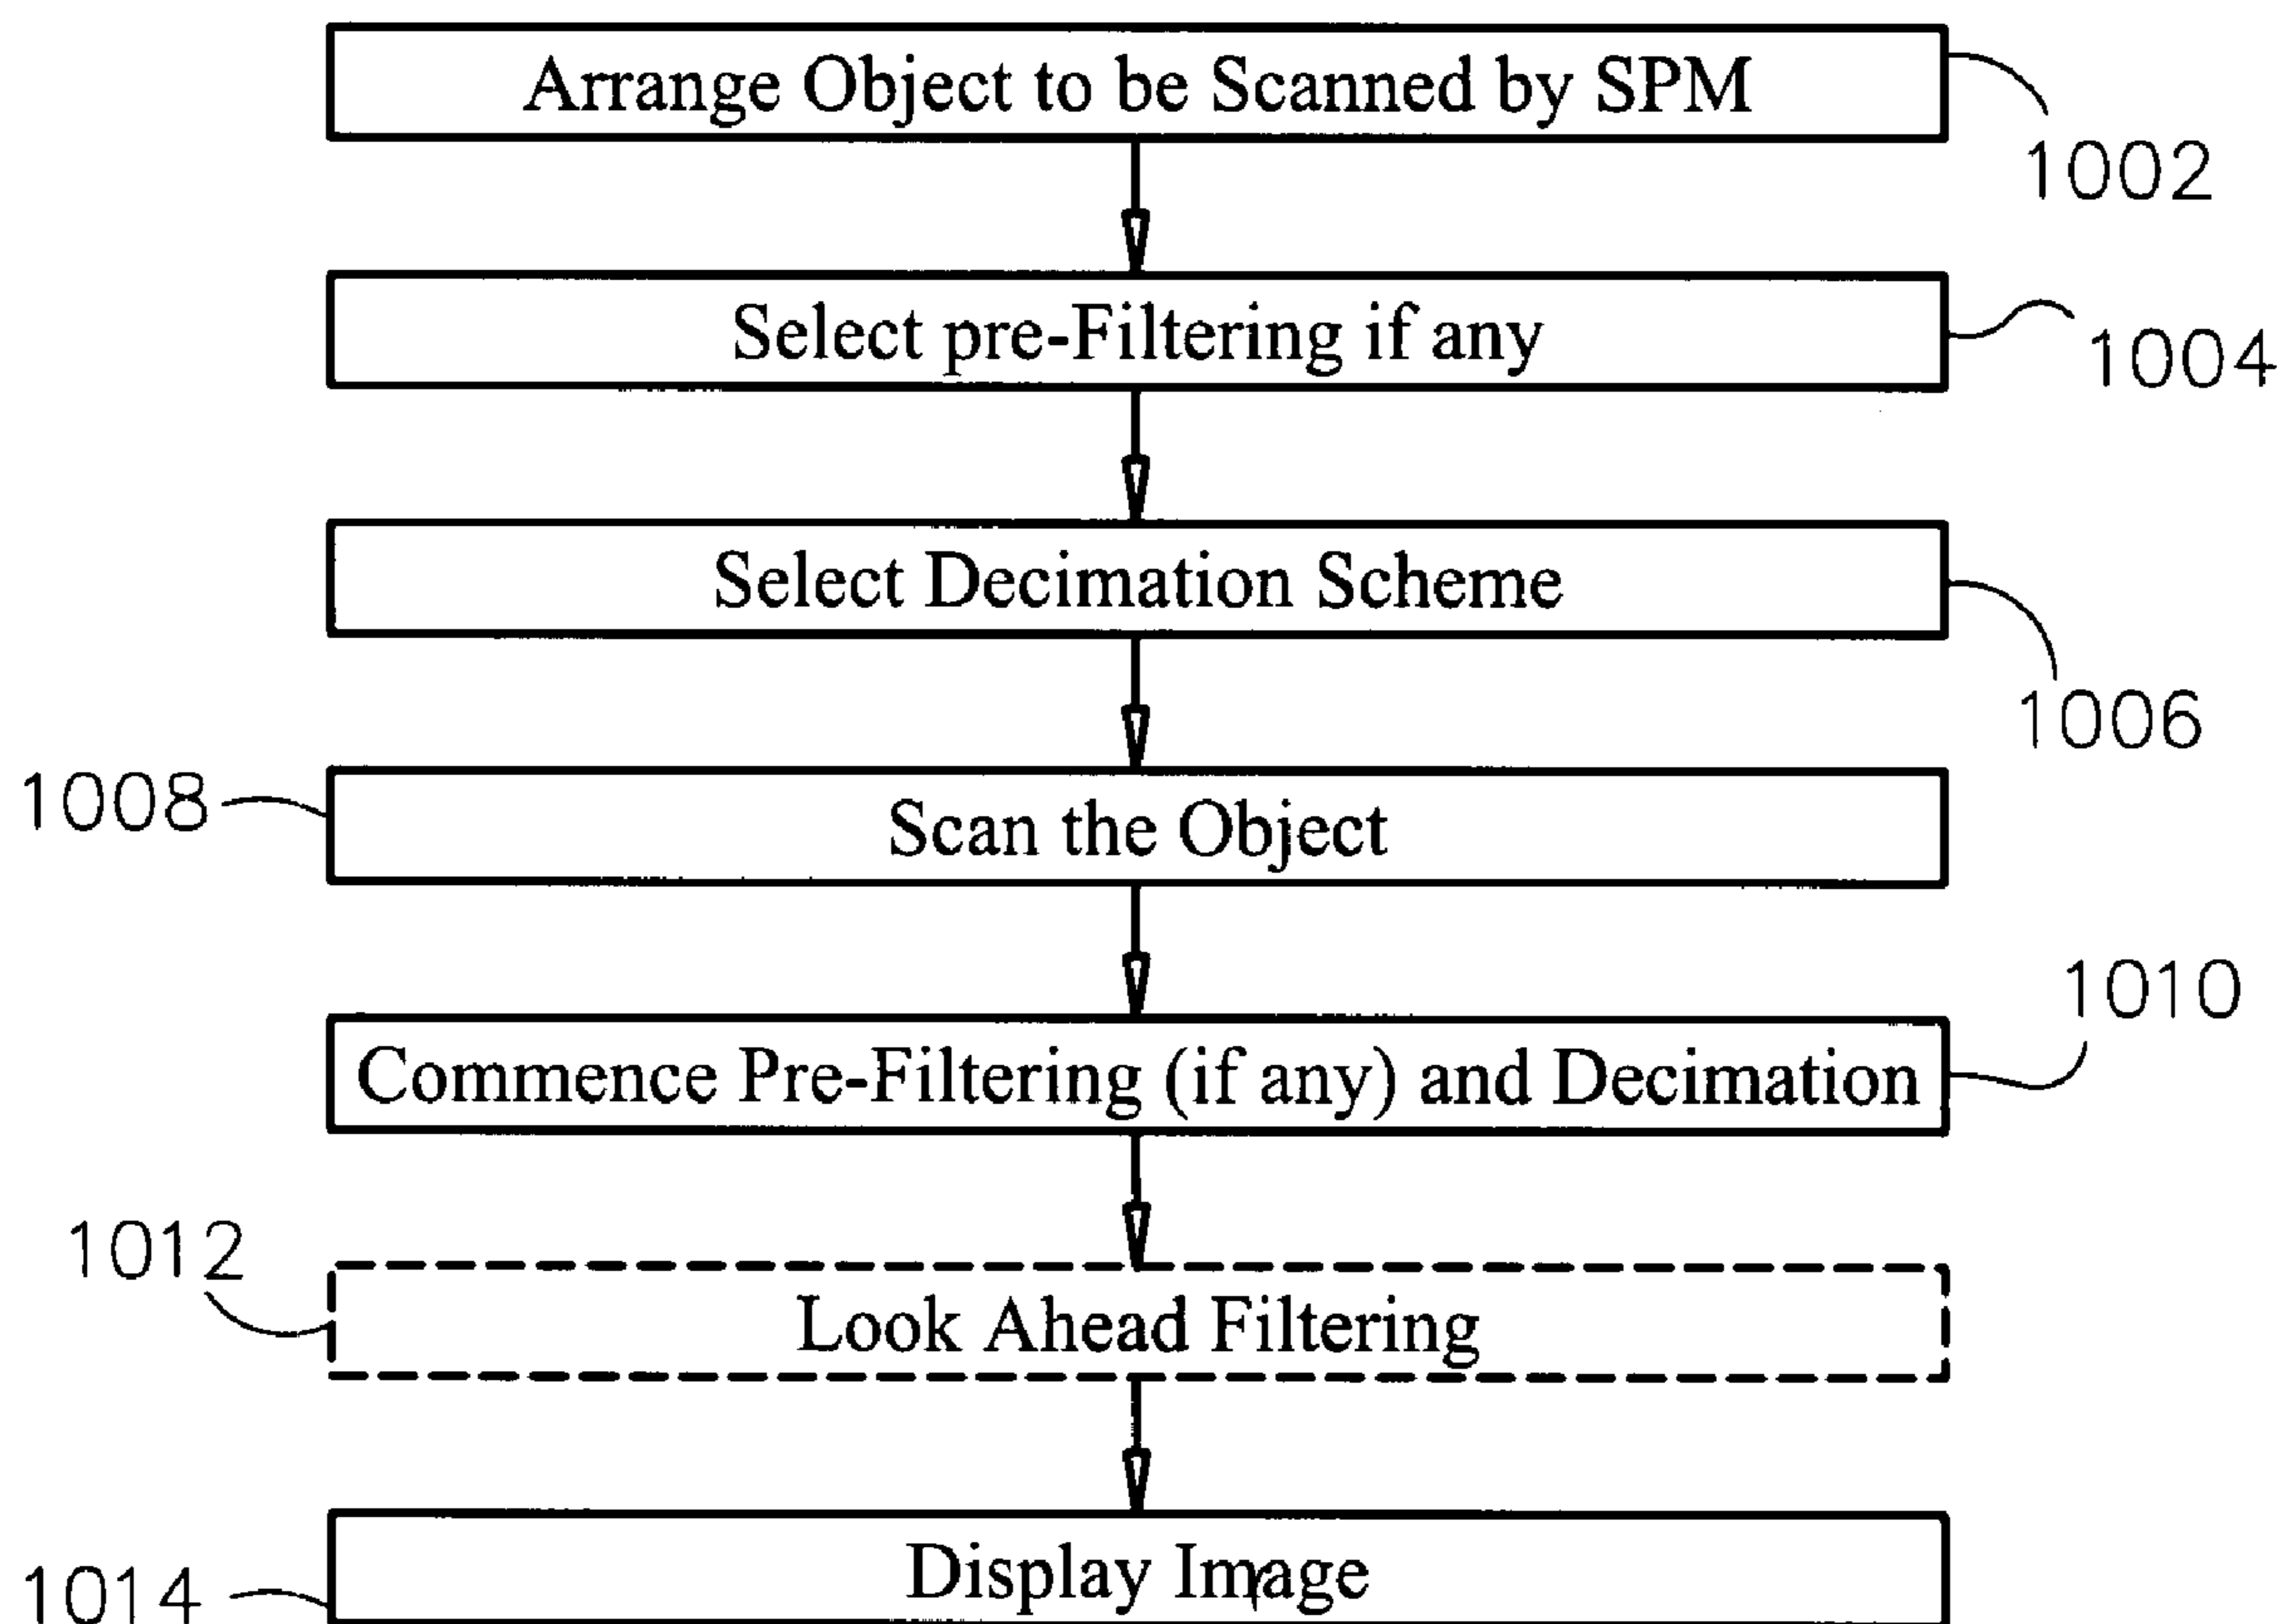 Arrange Object to be Scanned by SPM
1002
Select pre-Filtering if any
1004
Select Decimation Scheme
1006
1008
Scan the Object
1010
Commence Pre-Filtering (if any) and Decimation
1012
Look Ahead Filtering
Display Image
1014